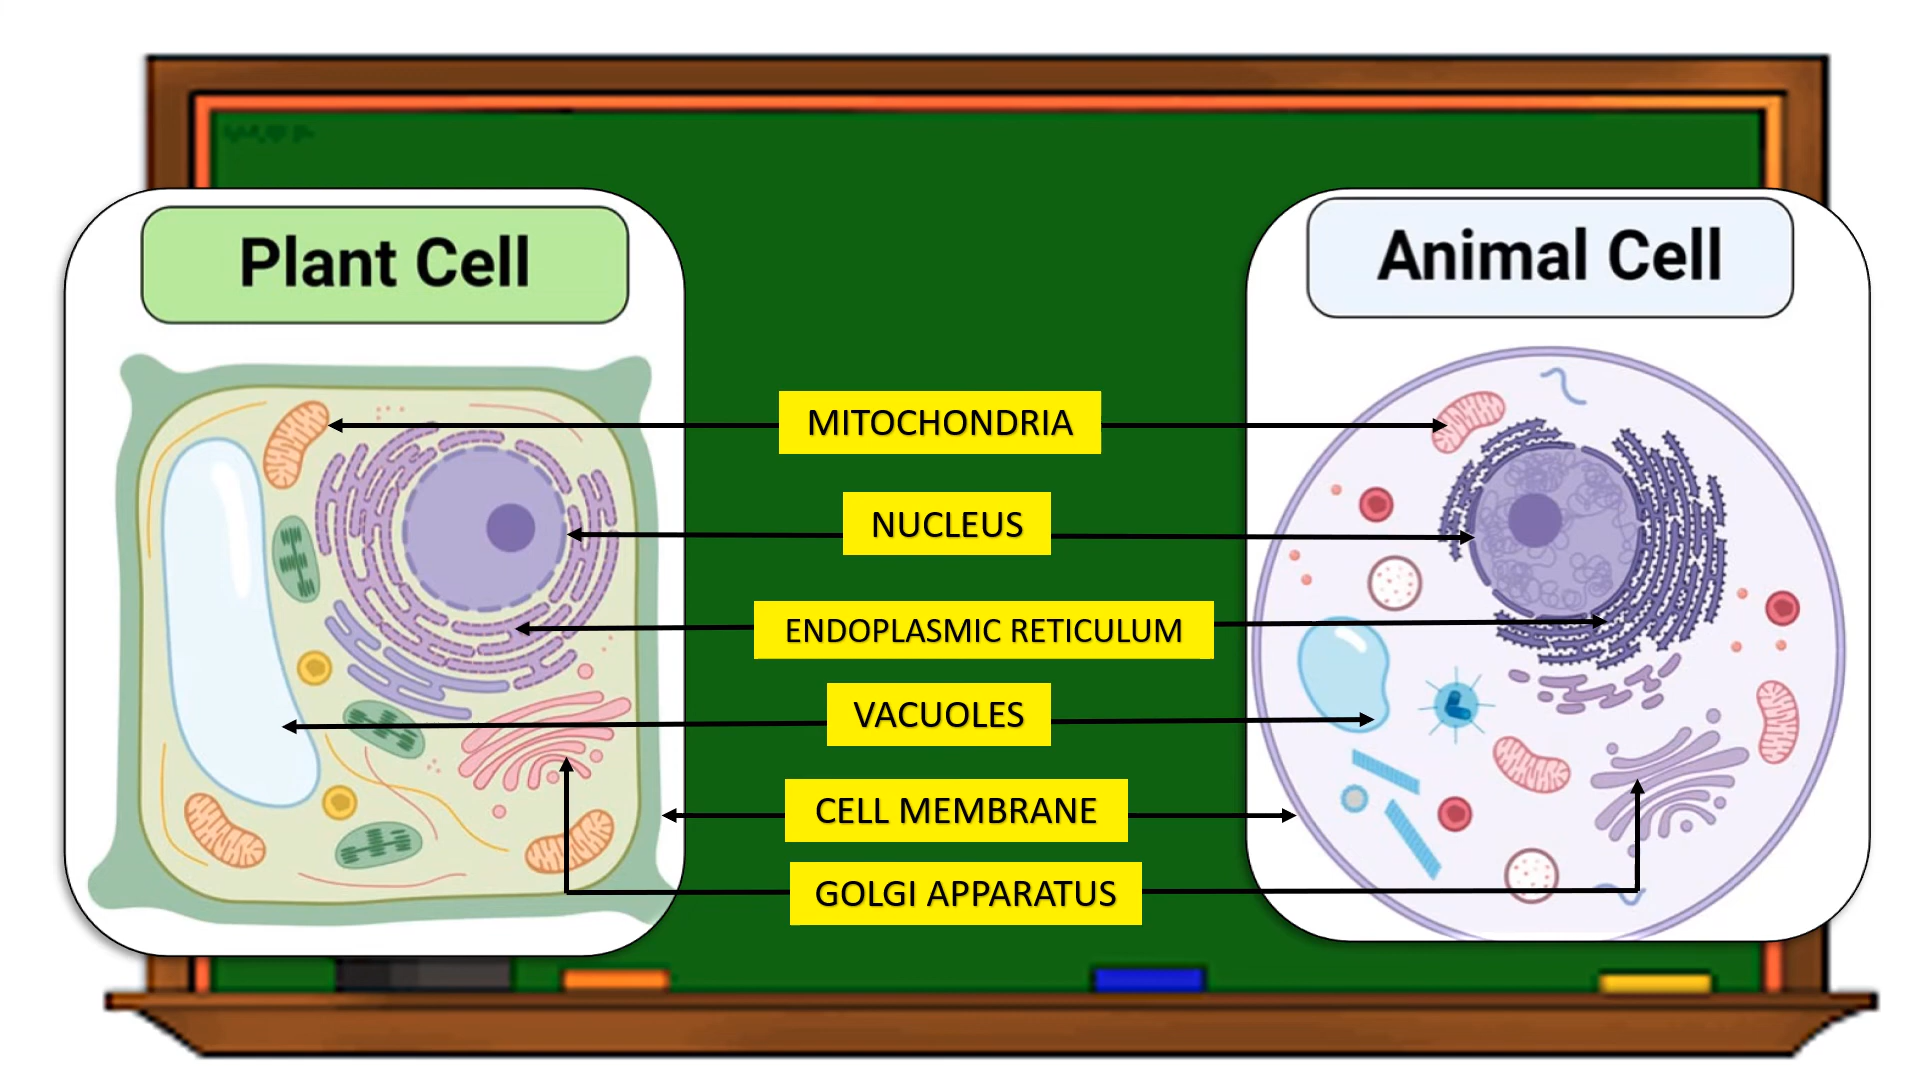 Plant Cell
Animal Cell
MITOCHONDRIA
NUCLEUS
ENDOPLASMIC RETICULUM
VACUOLES
CELL MEMBRANE
GOLGI APPARATUS